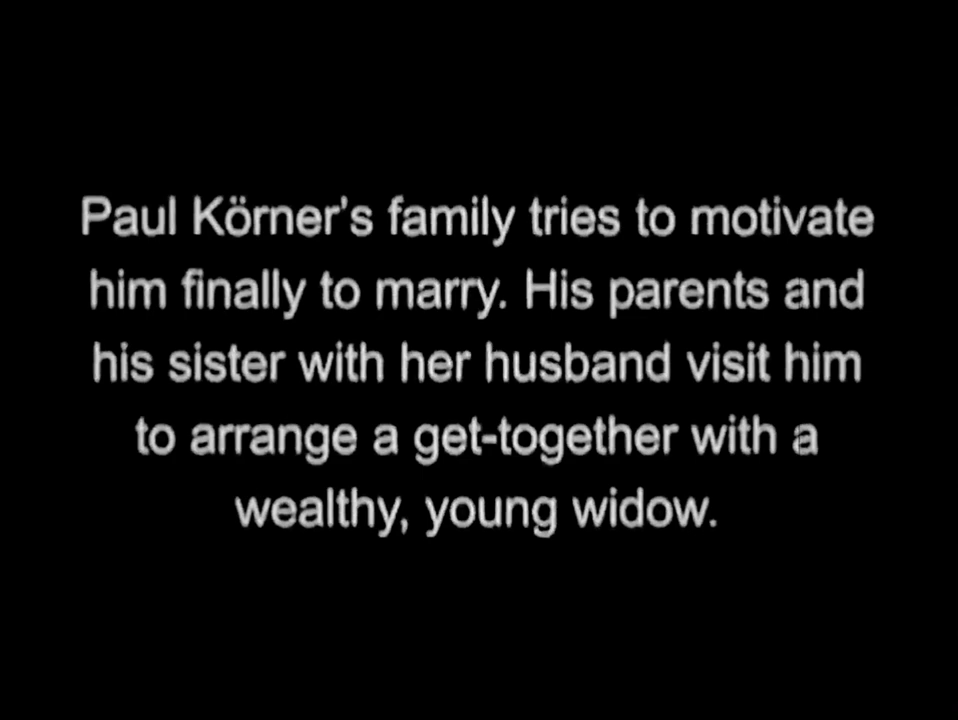 Paul Körner's family tries to motivate
him finally to marry. His parents and
his sister with her husband visit him
to arrange a get-together with a
wealthy, young widow.